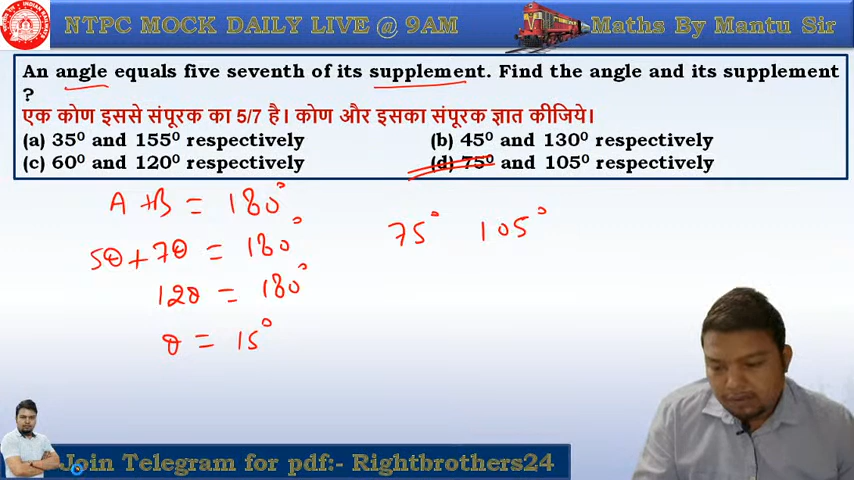 NTPC MOCK DAILY LIVE @ 9AM
Maths By Mantu Sir
An angle equals five seventh of its supplement. Find the angle and its supplement
?
एक कोण इससे संपूरक का 5/7 है। कोण और इसका संपूरक ज्ञात कीजिये।
(a) 35⁰ and 155⁰ respectively
(b) 45⁰ and 130⁰ respectively
(c) 60⁰ and 120⁰ respectively
(d) 75⁰ and 105⁰ respectively
A + B = 180°
5θ + 7θ = 180°
12θ = 180°
θ = 15°
75° 105°
Join Telegram for pdf:- Rightbrothers24